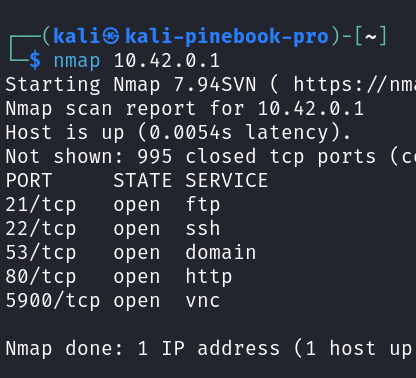 ┌──(kali㉿kali-pinebook-pro)-[~]
└─$ nmap 10.42.0.1
Starting Nmap 7.94SVN ( https://nma
Nmap scan report for 10.42.0.1
Host is up (0.0054s latency).
Not shown: 995 closed tcp ports (co
PORT     STATE SERVICE
21/tcp   open  ftp
22/tcp   open  ssh
53/tcp   open  domain
80/tcp   open  http
5900/tcp open  vnc
Nmap done: 1 IP address (1 host up